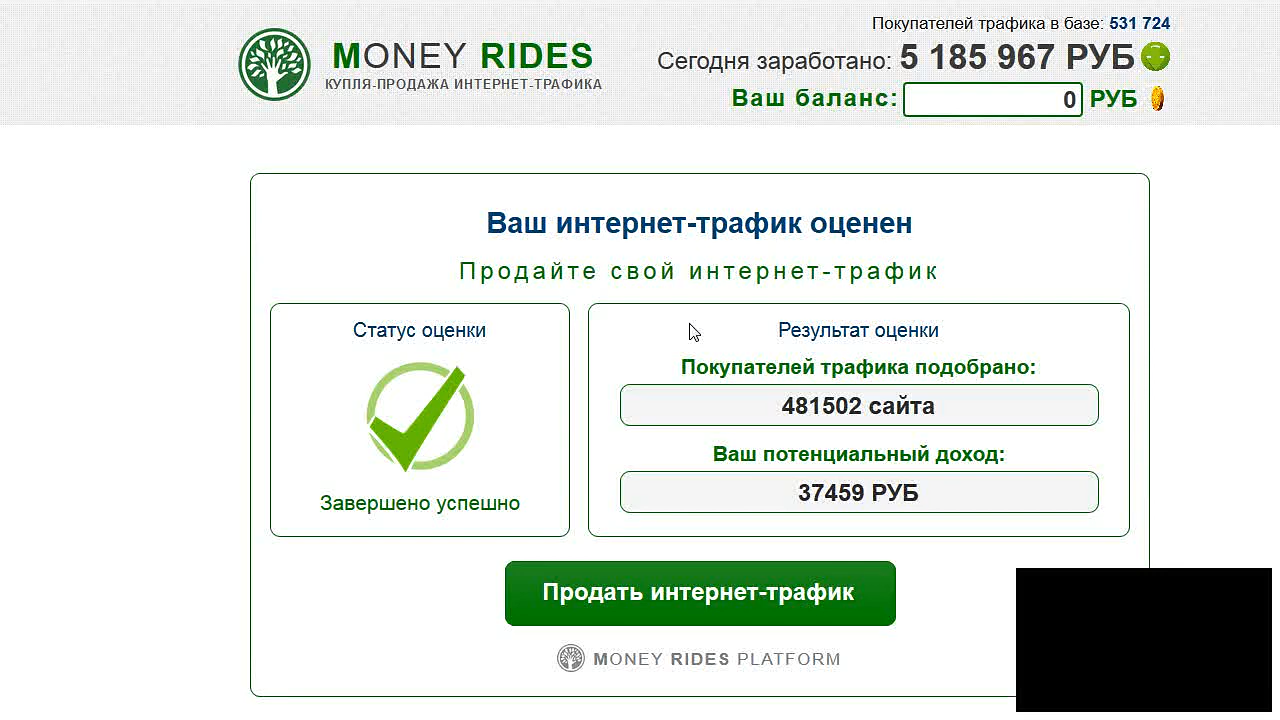 Покупателей трафика в базе: 531 724
MONEY RIDES
КУПЛЯ-ПРОДАЖА ИНТЕРНЕТ-ТРАФИКА
Сегодня заработано: 5 185 967 РУБ
Ваш баланс: 0 РУБ
Ваш интернет-трафик оценен
Продайте свой интернет-трафик
Статус оценки
Завершено успешно
Результат оценки
Покупателей трафика подобрано:
481502 сайта
Ваш потенциальный доход:
37459 РУБ
Продать интернет-трафик
MONEY RIDES PLATFORM